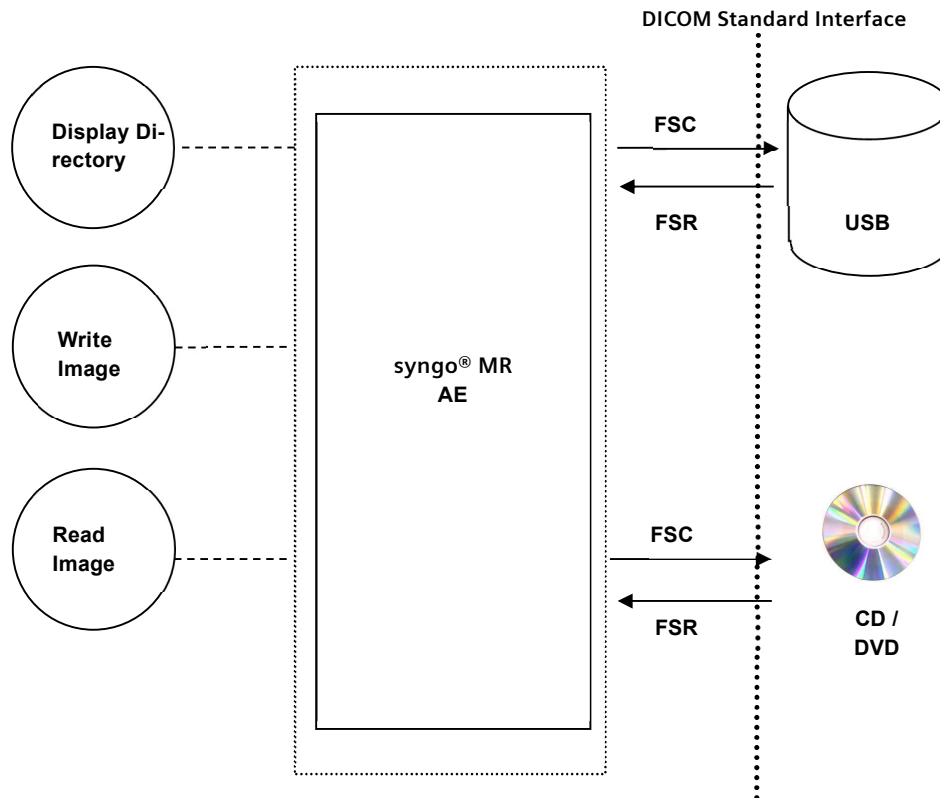 DICOM Standard Interface
Display Di-
rectory
FSC
FSR
USB
Write
Image
syngo® MR
AE
Read
Image
FSC
FSR
CD /
DVD